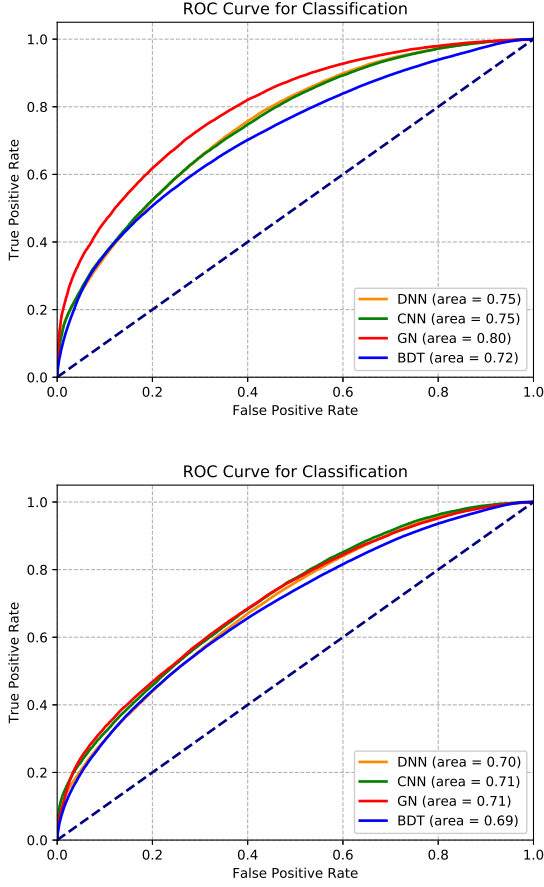 ROC Curve for Classification
1.0
0.8
0.6
0.4
0.2
0.0
True Positive Rate
DNN (area = 0.75)
CNN (area = 0.75)
GN (area = 0.80)
BDT (area = 0.72)
0.0 0.2 0.4 0.6 0.8 1.0
False Positive Rate
ROC Curve for Classification
1.0
0.8
0.6
0.4
0.2
0.0
True Positive Rate
DNN (area = 0.70)
CNN (area = 0.71)
GN (area = 0.71)
BDT (area = 0.69)
0.0 0.2 0.4 0.6 0.8 1.0
False Positive Rate